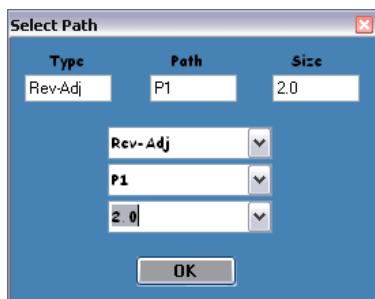 Select Path
Type Path Size
Rev-Adj P1 2.0
Rev-Adj
P1
2.0
OK